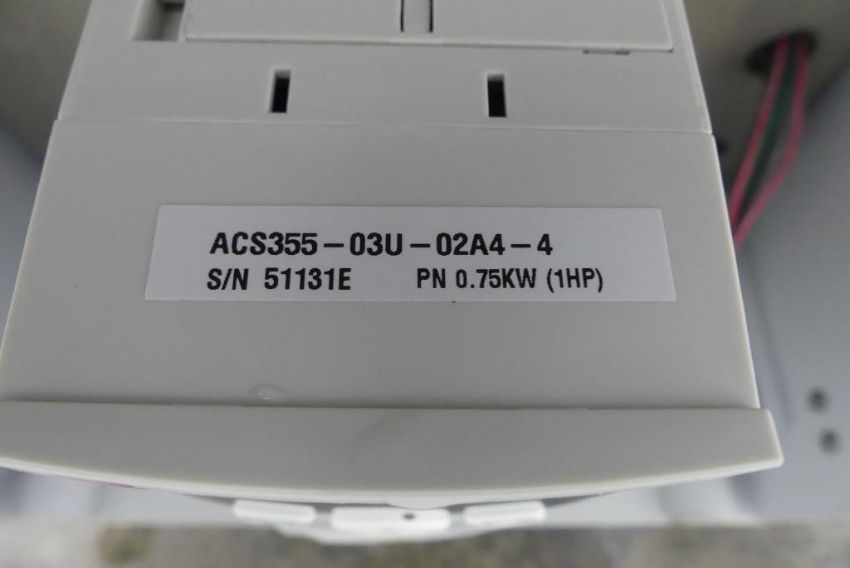 ACS355-03U-02A4-4
S/N 51131E PN 0.75KW (1HP)